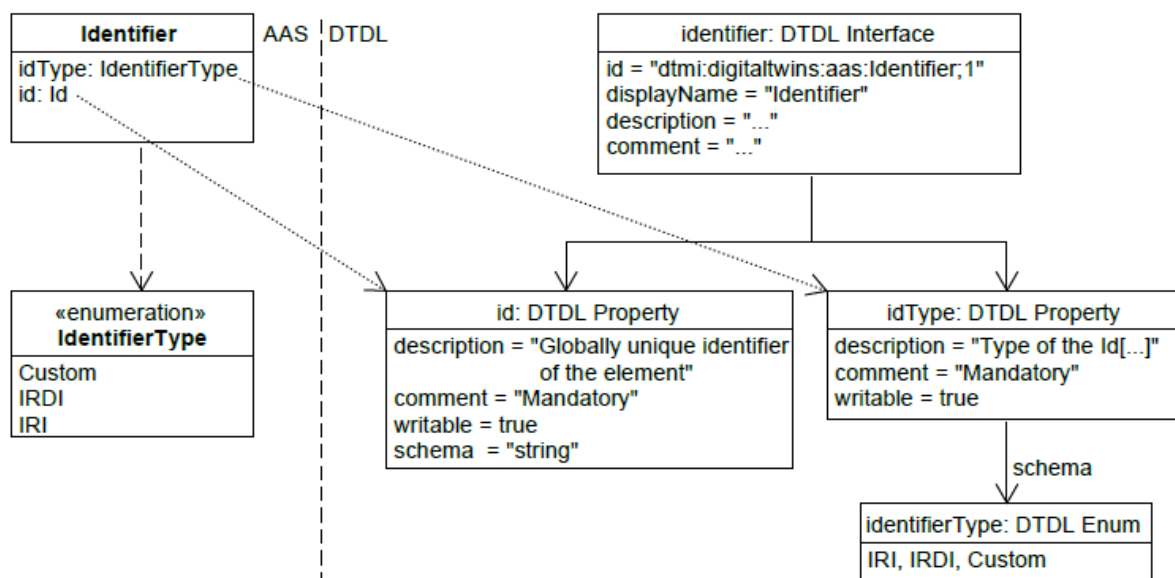 Identifier
idType: IdentifierType
id: Id
AAS
DTDL
identifier: DTDL Interface
id = "dtmi:digitaltwins:aas:Identifier;1"
displayName = "Identifier"
description = "..."
comment = "..."
«enumeration»
IdentifierType
Custom
IRDI
IRI
id: DTDL Property
description = "Globally unique identifier
of the element"
comment = "Mandatory"
writable = true
schema = "string"
idType: DTDL Property
description = "Type of the Id[...]"
comment = "Mandatory"
writable = true
schema
identifierType: DTDL Enum
IRI, IRDI, Custom